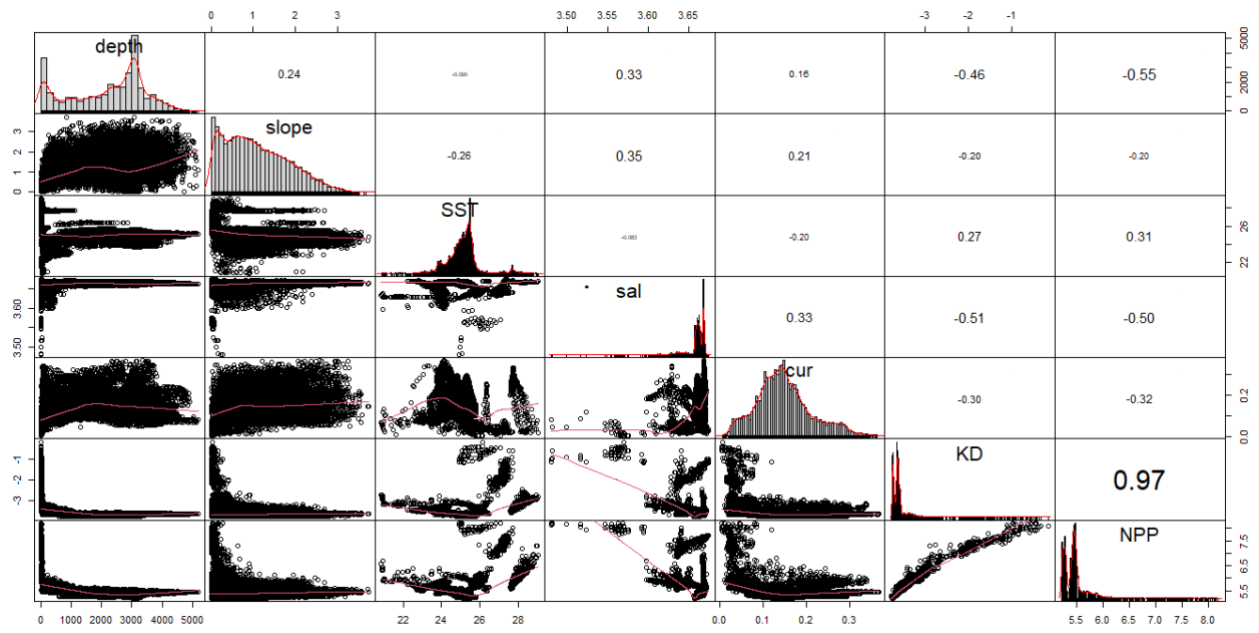 0 1 2 3 3.50 3.55 3.60 3.65 -3 -2 -1
depth 0.24 0.33 0.16 -0.46 -0.55 0 2000 5000
0 1 2 3 slope -0.26 0.35 0.21 -0.20 -0.20
SST -0.20 0.27 0.31 22 26
3.50 3.60 sal 0.33 -0.51 -0.50
cur -0.30 -0.32 0.0 0.2
-3 -2 -1 KD 0.97
NPP 5.5 6.5 7.5
0 1000 2000 3000 4000 5000 22 24 26 28 0.0 0.1 0.2 0.3 5.5 6.0 6.5 7.0 7.5 8.0